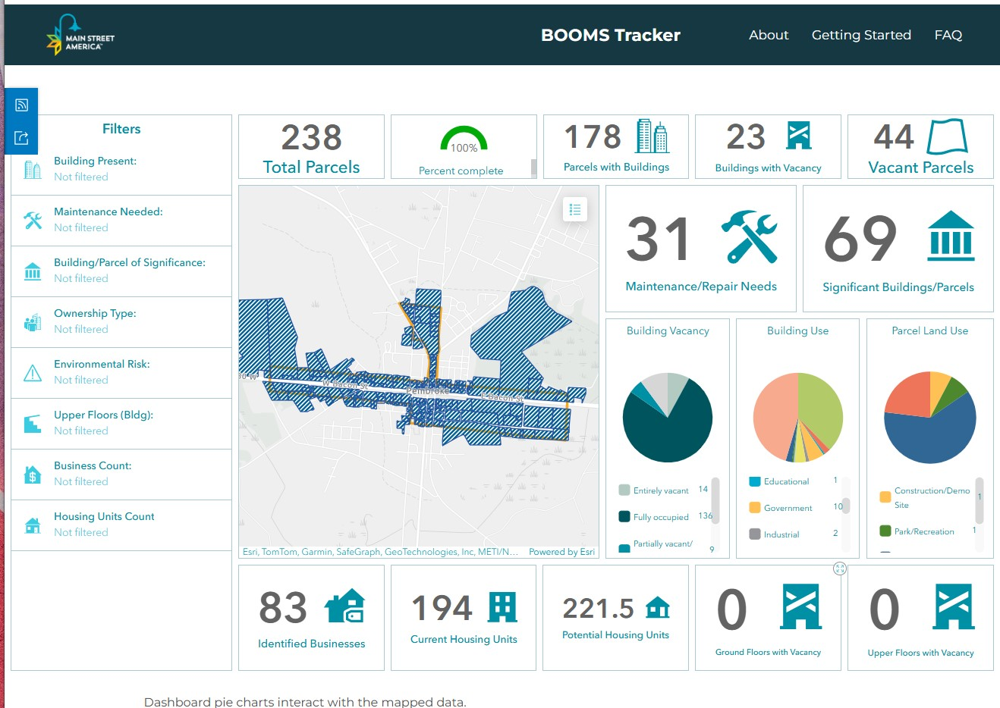 MAIN STREET
AMERICA
BOOMS Tracker
About
Getting Started
FAQ
Filters
Building Present:
Not filtered
Maintenance Needed:
Not filtered
Building/Parcel of Significance:
Not filtered
Ownership Type:
Not filtered
Environmental Risk:
Not filtered
Upper Floors (Bldg):
Not filtered
Business Count:
Not filtered
Housing Units Count
Not filtered
238
Total Parcels
100%
Percent complete
178
Parcels with Buildings
23
Buildings with Vacancy
44
Vacant Parcels
W Bacon St
Pembroke
E Bacon St
Esri, TomTom, Garmin, SafeGraph, GeoTechnologies, Inc, METI/N...
Powered by Esri
31
Maintenance/Repair Needs
69
Significant Buildings/Parcels
Building Vacancy
Entirely vacant 14
Fully occupied 136
Partially vacant/ 9
Building Use
Educational 1
Government 10
Industrial 2
Parcel Land Use
Construction/Demo
Site 1
Park/Recreation 1
83
Identified Businesses
194
Current Housing Units
221.5
Potential Housing Units
0
Ground Floors with Vacancy
0
Upper Floors with Vacancy
Dashboard pie charts interact with the mapped data.